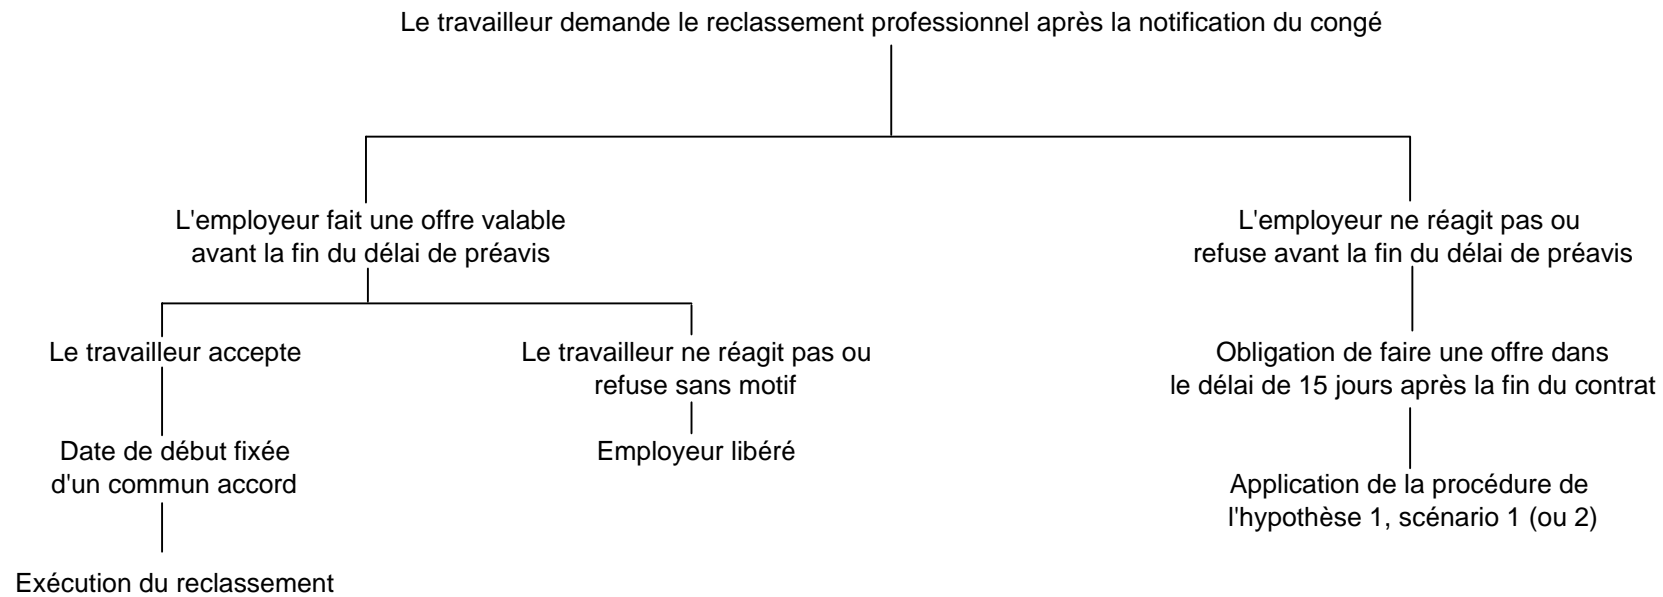 Le travailleur demande le reclassement professionnel après la notification du congé
L'employeur fait une offre valable
avant la fin du délai de préavis
L'employeur ne réagit pas ou
refuse avant la fin du délai de préavis
Le travailleur accepte
Le travailleur ne réagit pas ou
refuse sans motif
Obligation de faire une offre dans
le délai de 15 jours après la fin du contrat
Date de début fixée
d'un commun accord
Employeur libéré
Application de la procédure de
l'hypothèse 1, scénario 1 (ou 2)
Exécution du reclassement